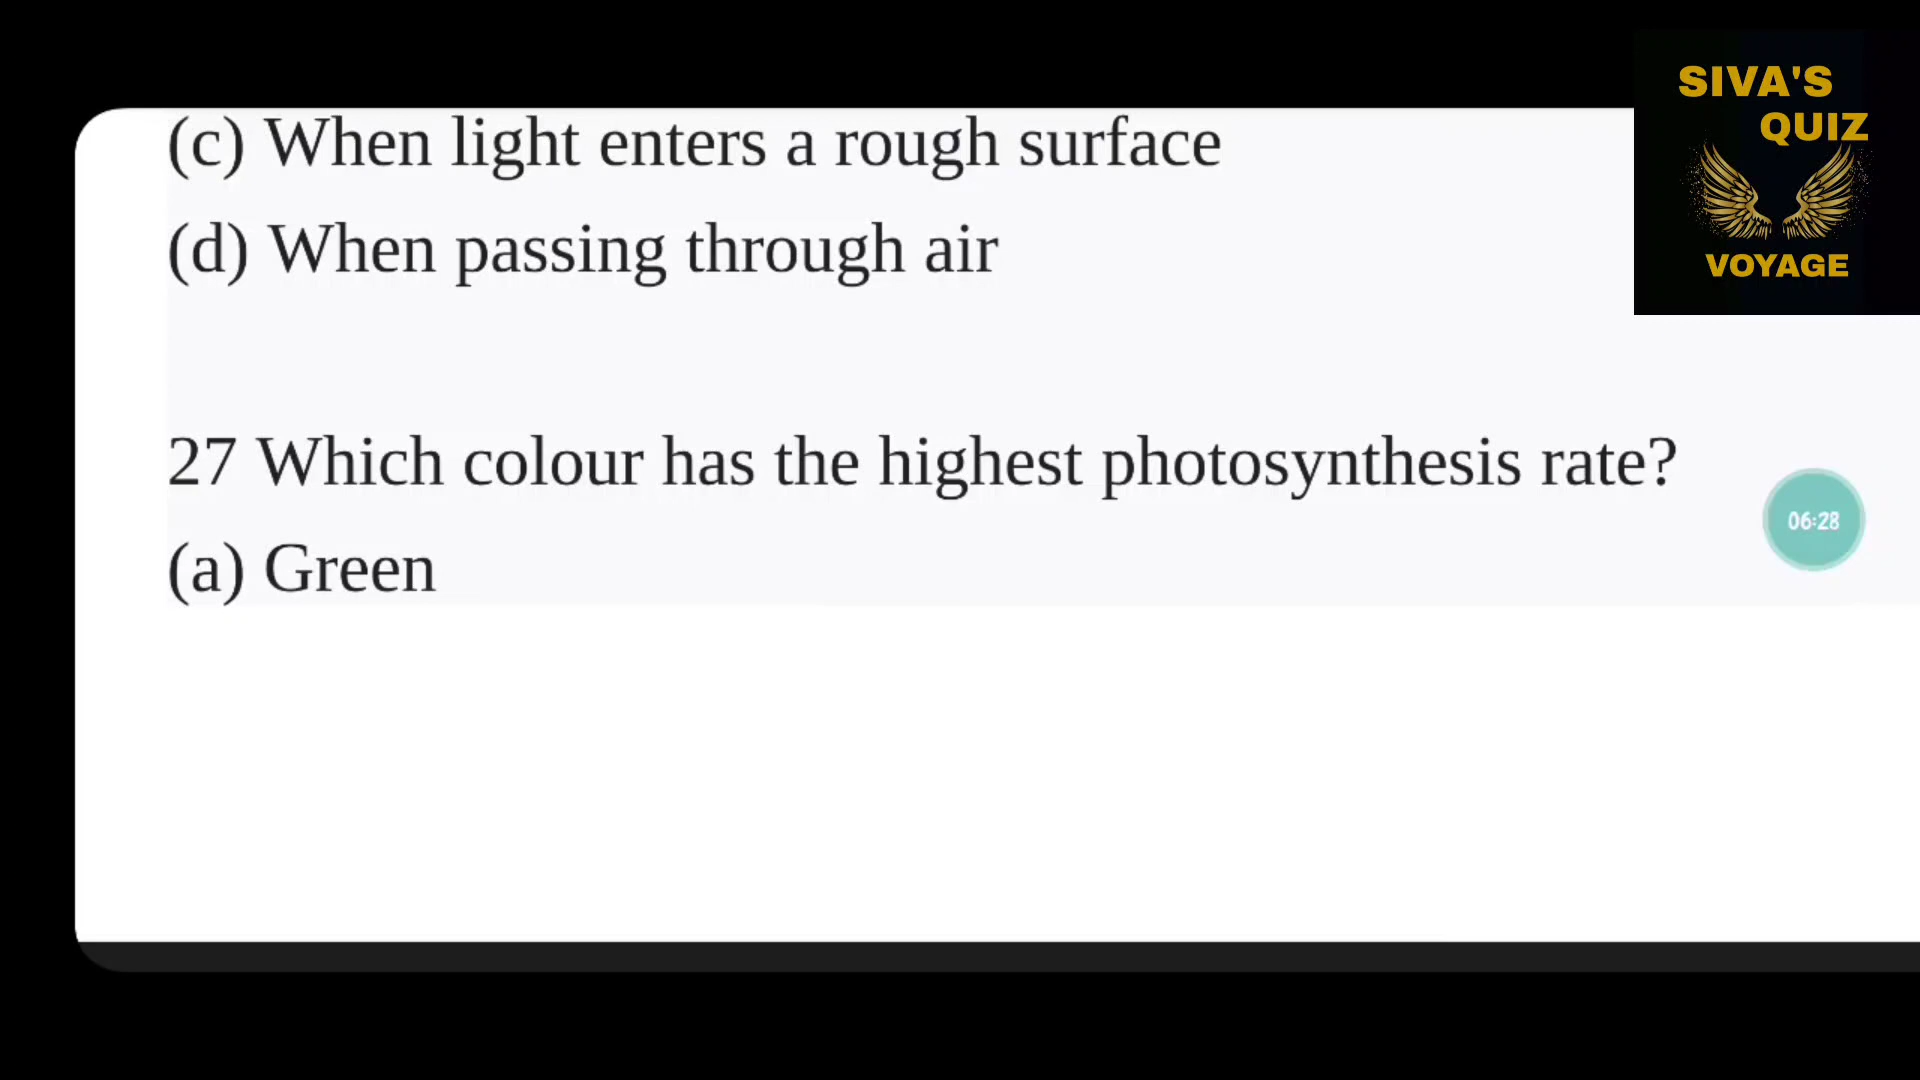 SIVA'S
QUIZ
VOYAGE
(c) When light enters a rough surface
(d) When passing through air
27 Which colour has the highest photosynthesis rate?
06:28
(a) Green